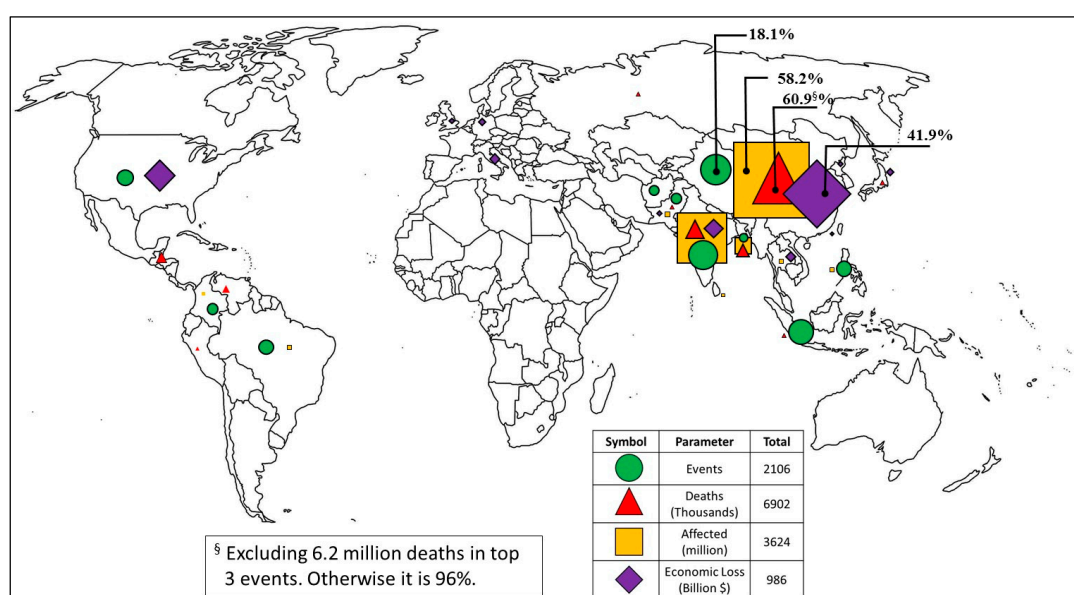 18.1%
58.2%
60.9§%
41.9%
Symbol Parameter Total
Events 2106
Deaths
(Thousands) 6902
Affected
(million) 3624
Economic Loss
(Billion $) 986
§ Excluding 6.2 million deaths in top
3 events. Otherwise it is 96%.